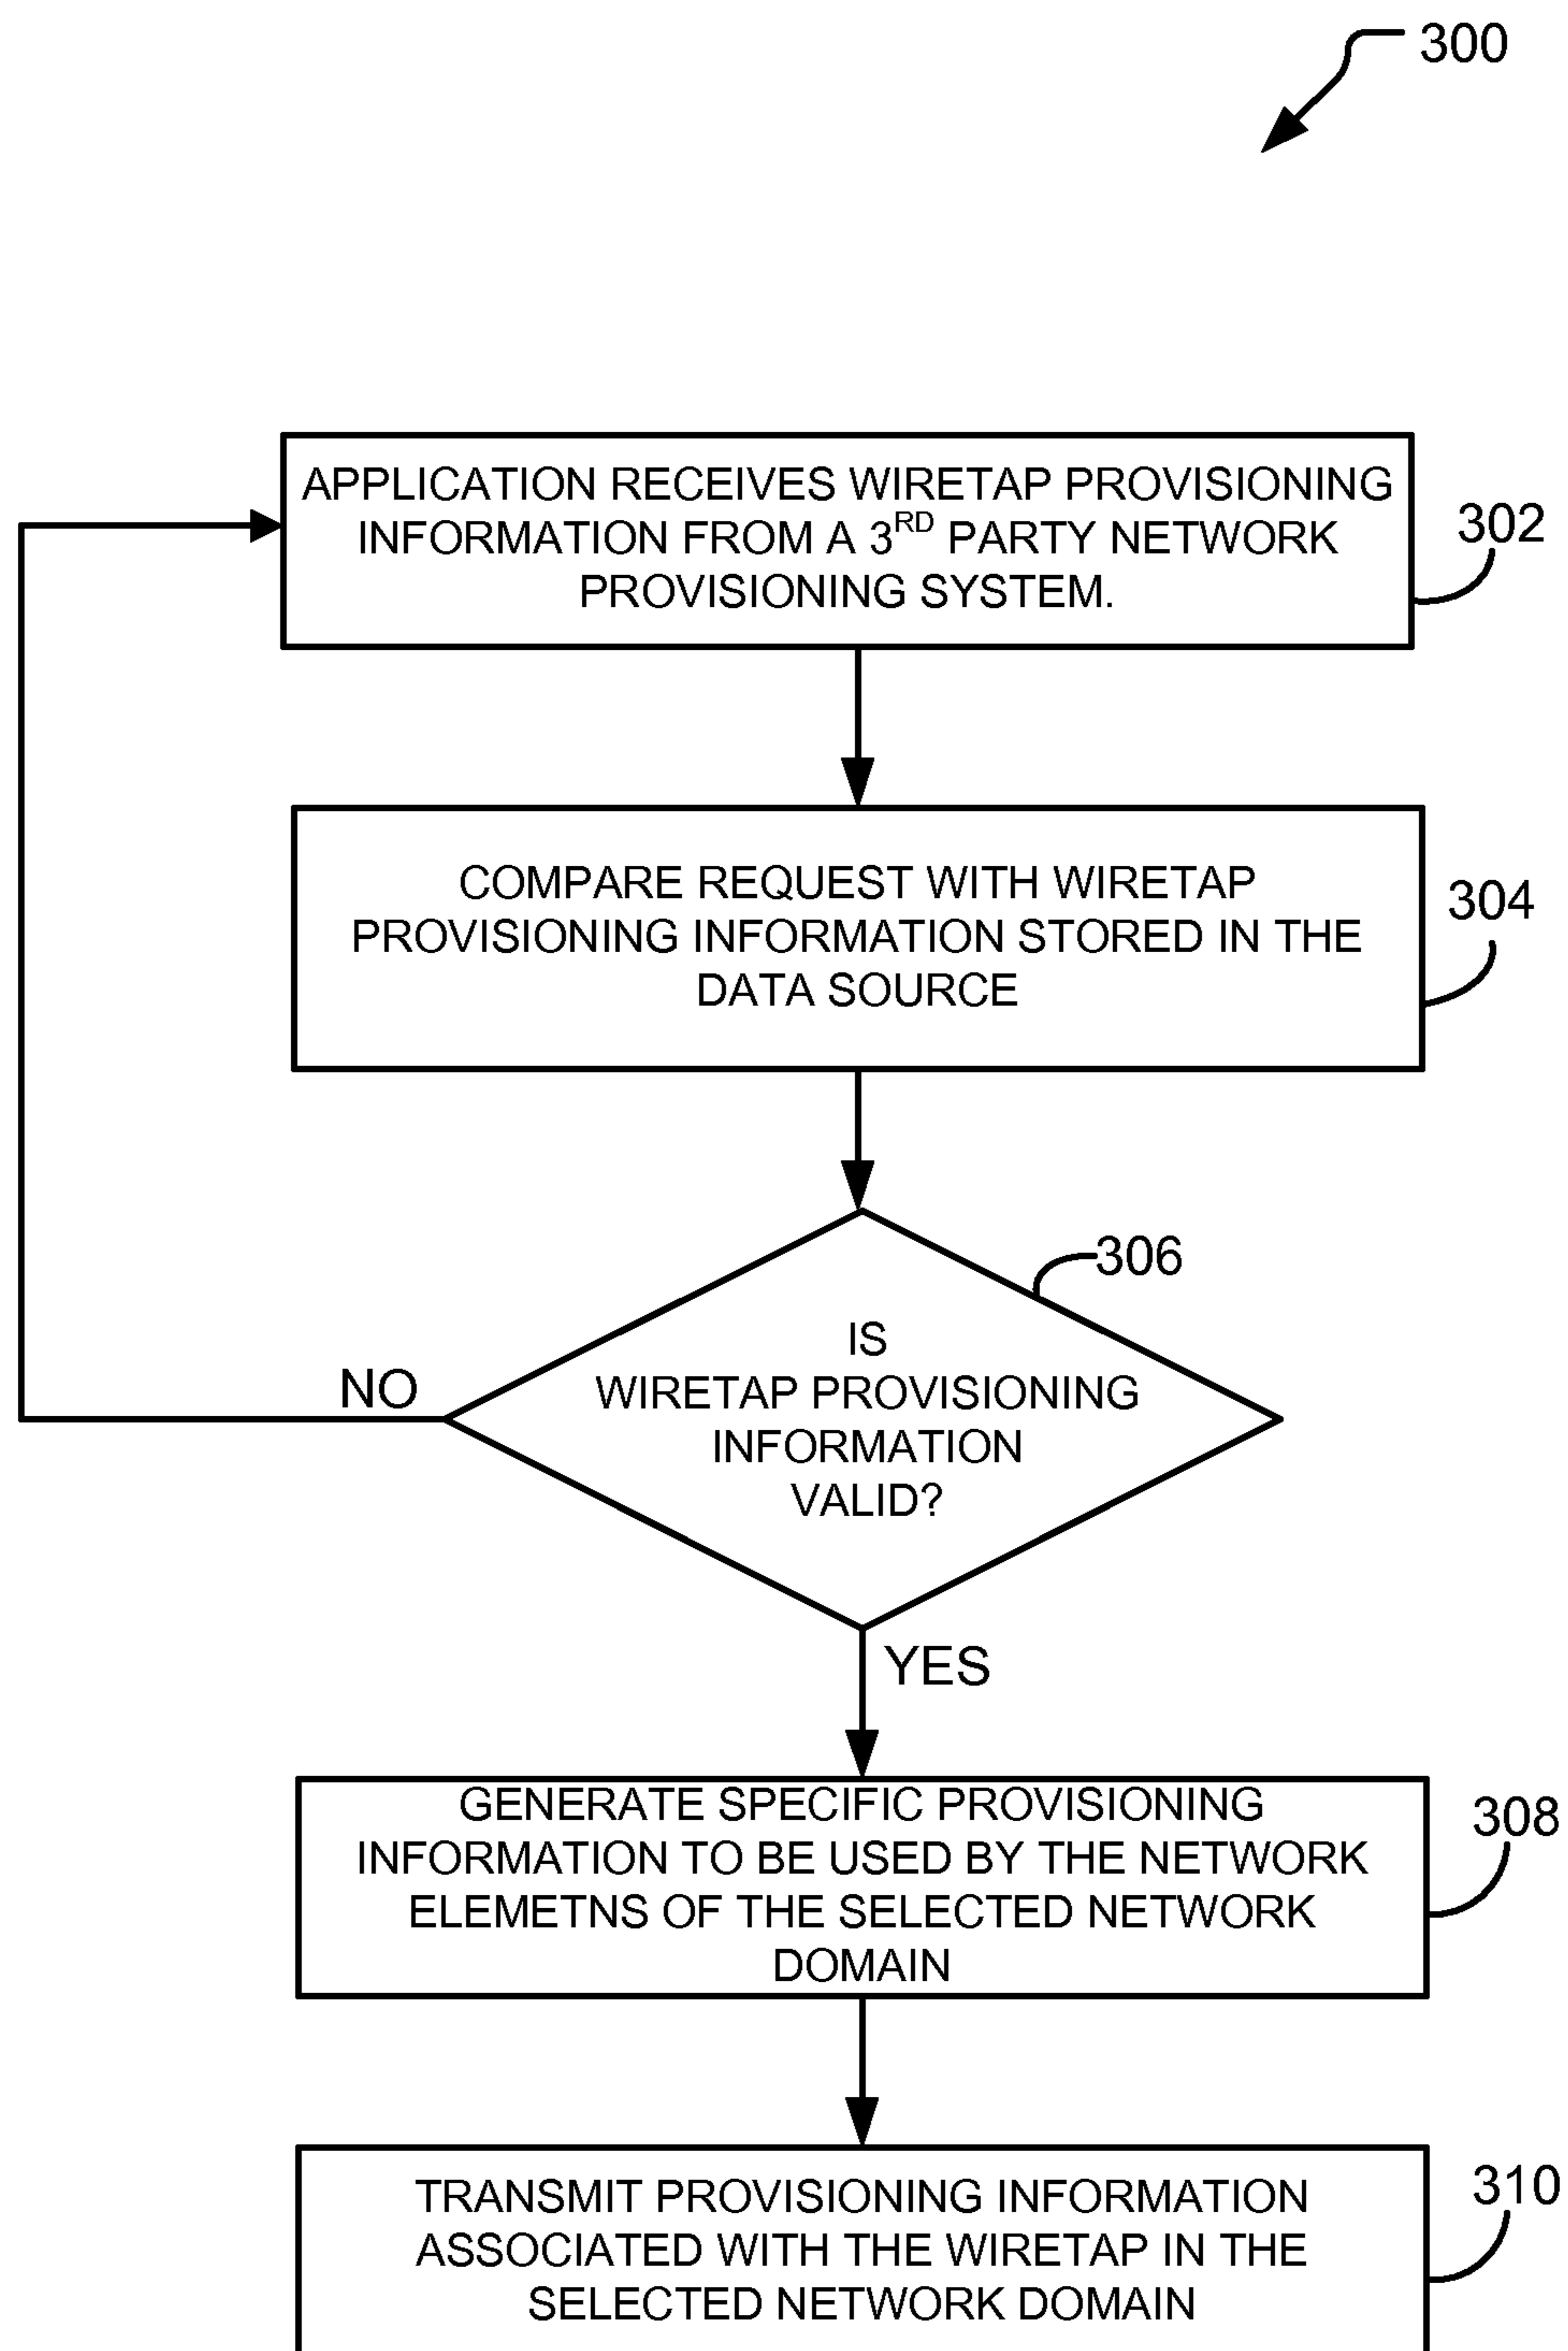 300
APPLICATION RECEIVES WIRETAP PROVISIONING
INFORMATION FROM A 3RD PARTY NETWORK
PROVISIONING SYSTEM.
302
COMPARE REQUEST WITH WIRETAP
PROVISIONING INFORMATION STORED IN THE
DATA SOURCE
304
306
IS
WIRETAP PROVISIONING
INFORMATION
VALID?
NO
YES
GENERATE SPECIFIC PROVISIONING
INFORMATION TO BE USED BY THE NETWORK
ELEMETNS OF THE SELECTED NETWORK
DOMAIN
308
TRANSMIT PROVISIONING INFORMATION
ASSOCIATED WITH THE WIRETAP IN THE
SELECTED NETWORK DOMAIN
310